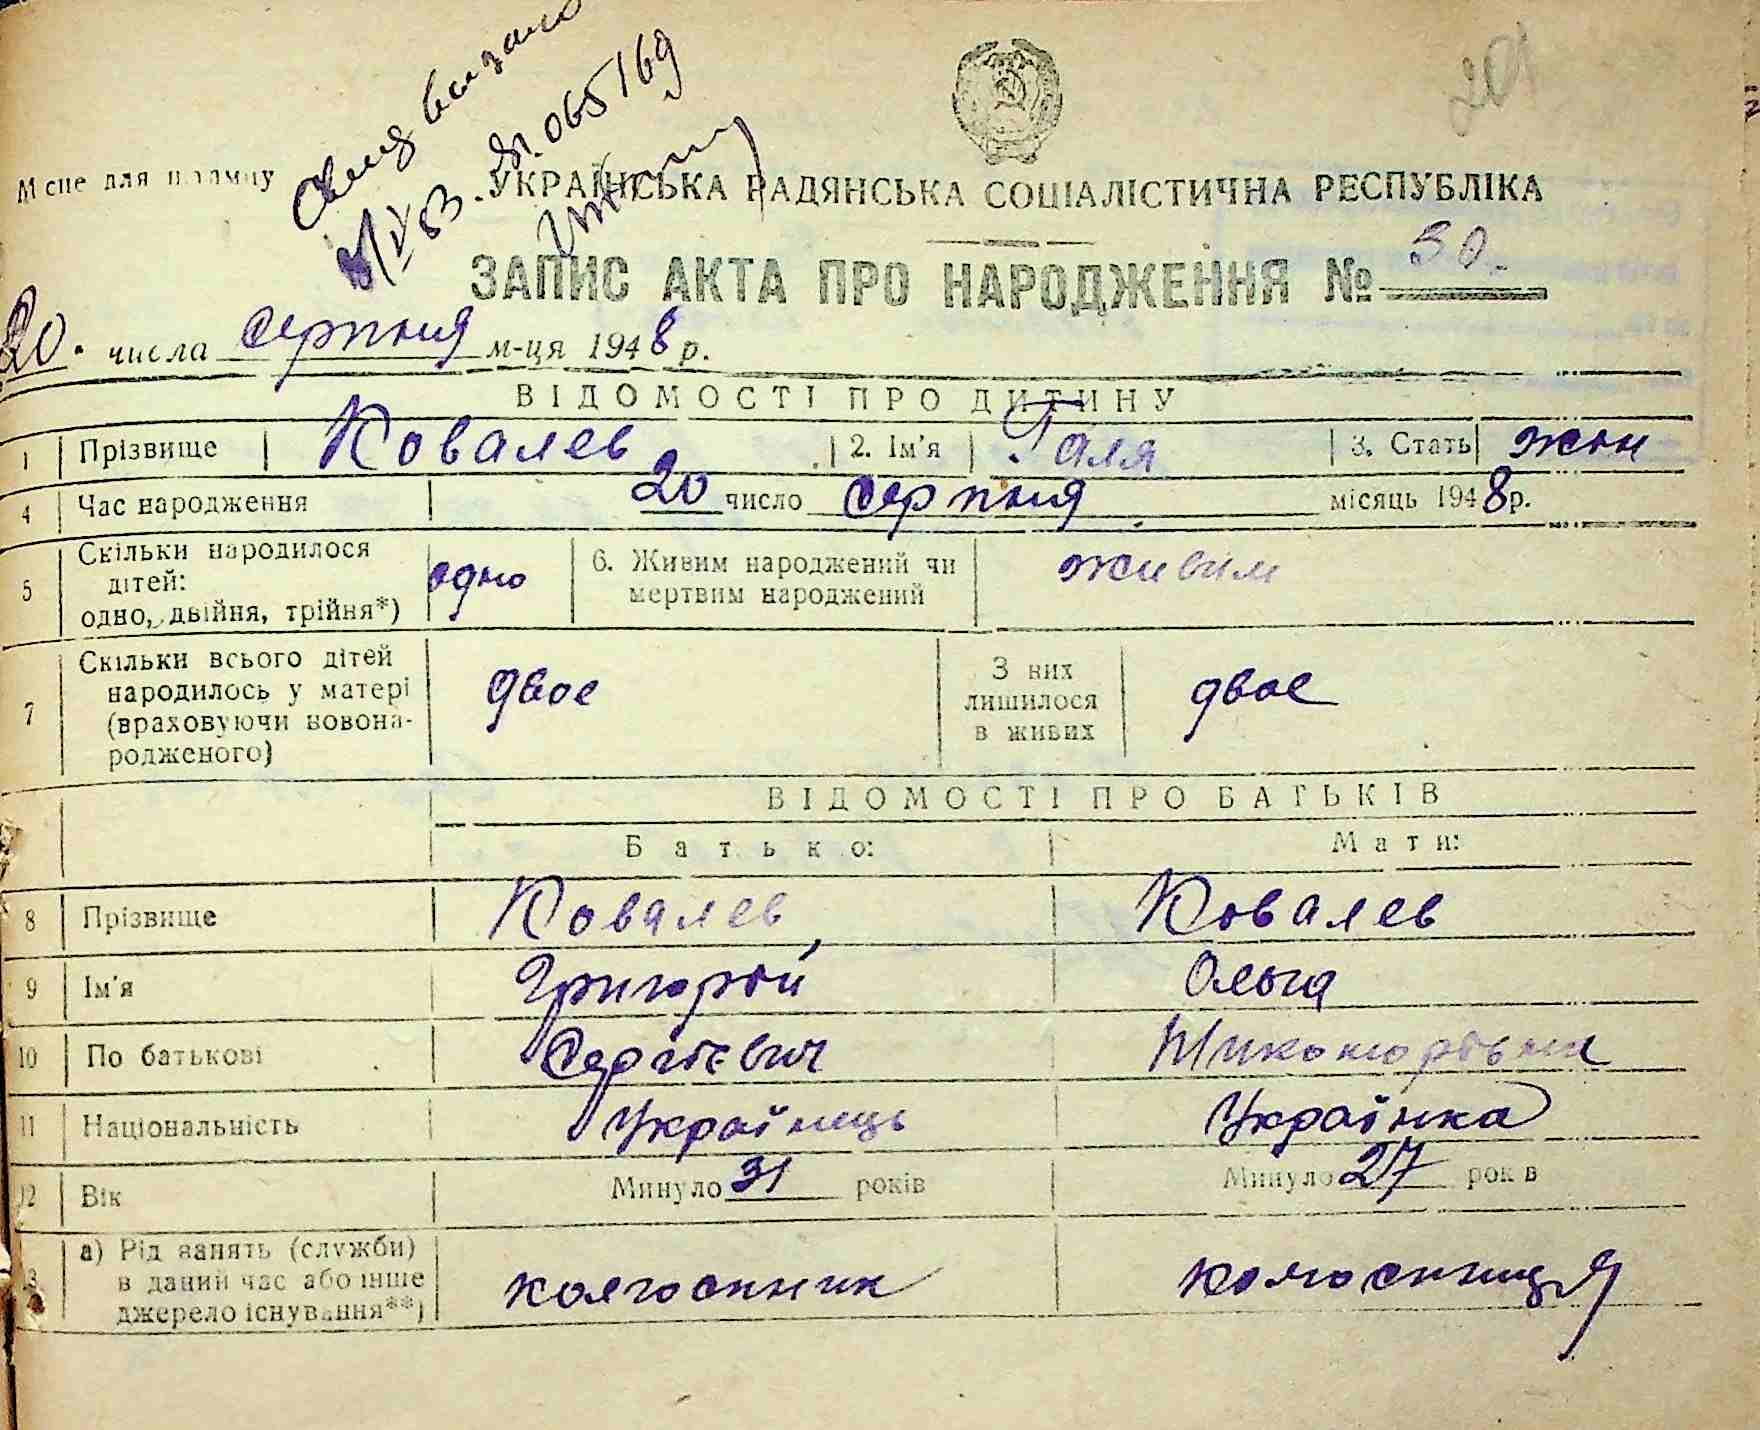 201
Місце для штампу
видано
065169
УКРАЇНСЬКА РАДЯНСЬКА СОЦІАЛІСТИЧНА РЕСПУБЛІКА
ЗАПИС АКТА ПРО НАРОДЖЕННЯ № 30.
20. числа серпня м-ця 1948 р.
ВІДОМОСТІ ПРО ДИТИНУ
1 Прізвище Ковалев 2. Ім'я Галя 3. Стать жен
4 Час народження 20 число серпня місяць 1948 р.
5 Скільки народилося дітей: одно, двійня, трійня*) одно 6. Живим народжений чи мертвим народжений живим
7 Скільки всього дітей народилось у матері (враховуючи новонародженого) двое З них лишилося в живих двое
ВІДОМОСТІ ПРО БАТЬКІВ
Батько: Мати:
8 Прізвище Ковалев Ковалев
9 Ім'я Григорій Ольга
10 По батькові Сергієвич
11 Національність Українець Українка
12 Вік Минуло 31 років Минуло 27 років
13 а) Рід занять (служби) в даний час або інше джерело існування**) колгоспник колгоспниця